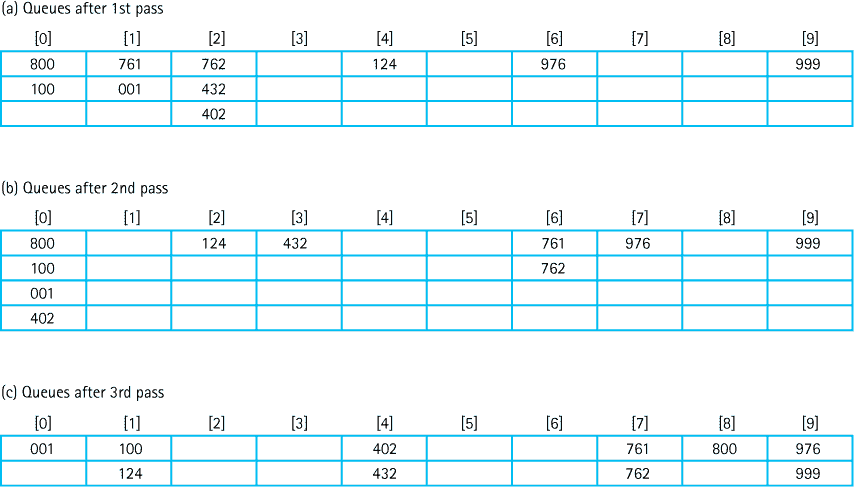 (a) Queues after 1st pass
[0] [1] [2] [3] [4] [5] [6] [7] [8] [9]
800 761 762 124 976 999
100 001 432
402
(b) Queues after 2nd pass
[0] [1] [2] [3] [4] [5] [6] [7] [8] [9]
800 124 432 761 976 999
100 762
001
402
(c) Queues after 3rd pass
[0] [1] [2] [3] [4] [5] [6] [7] [8] [9]
001 100 402 761 800 976
124 432 762 999